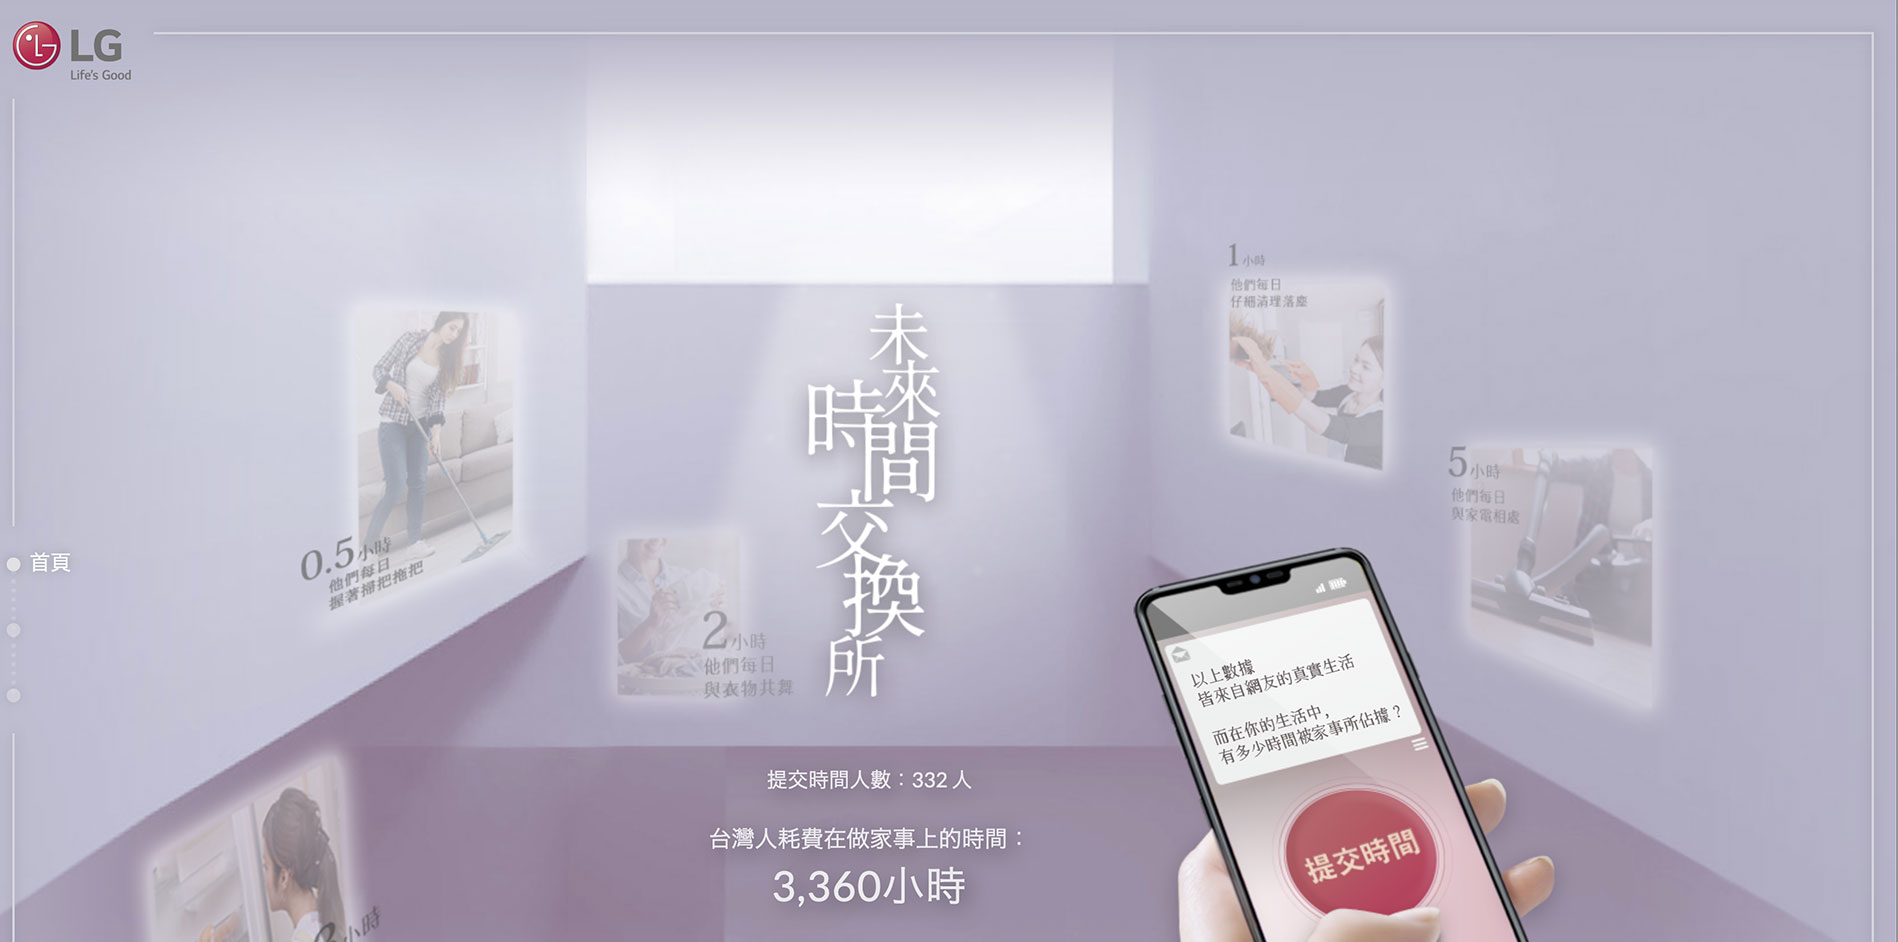 LG
Life's Good
首頁
0.5小時
他們每日
握著掃把拖把
2小時
他們每日
與衣物共舞
未來
時間
交換所
1小時
他們每日
仔細清理落塵
5小時
他們每日
與家電相處
以上數據
皆來自網友的真實生活
而在你的生活中，
有多少時間被家事所佔據？
提交時間
提交時間人數：332 人
台灣人耗費在做家事上的時間：
3,360小時
小時